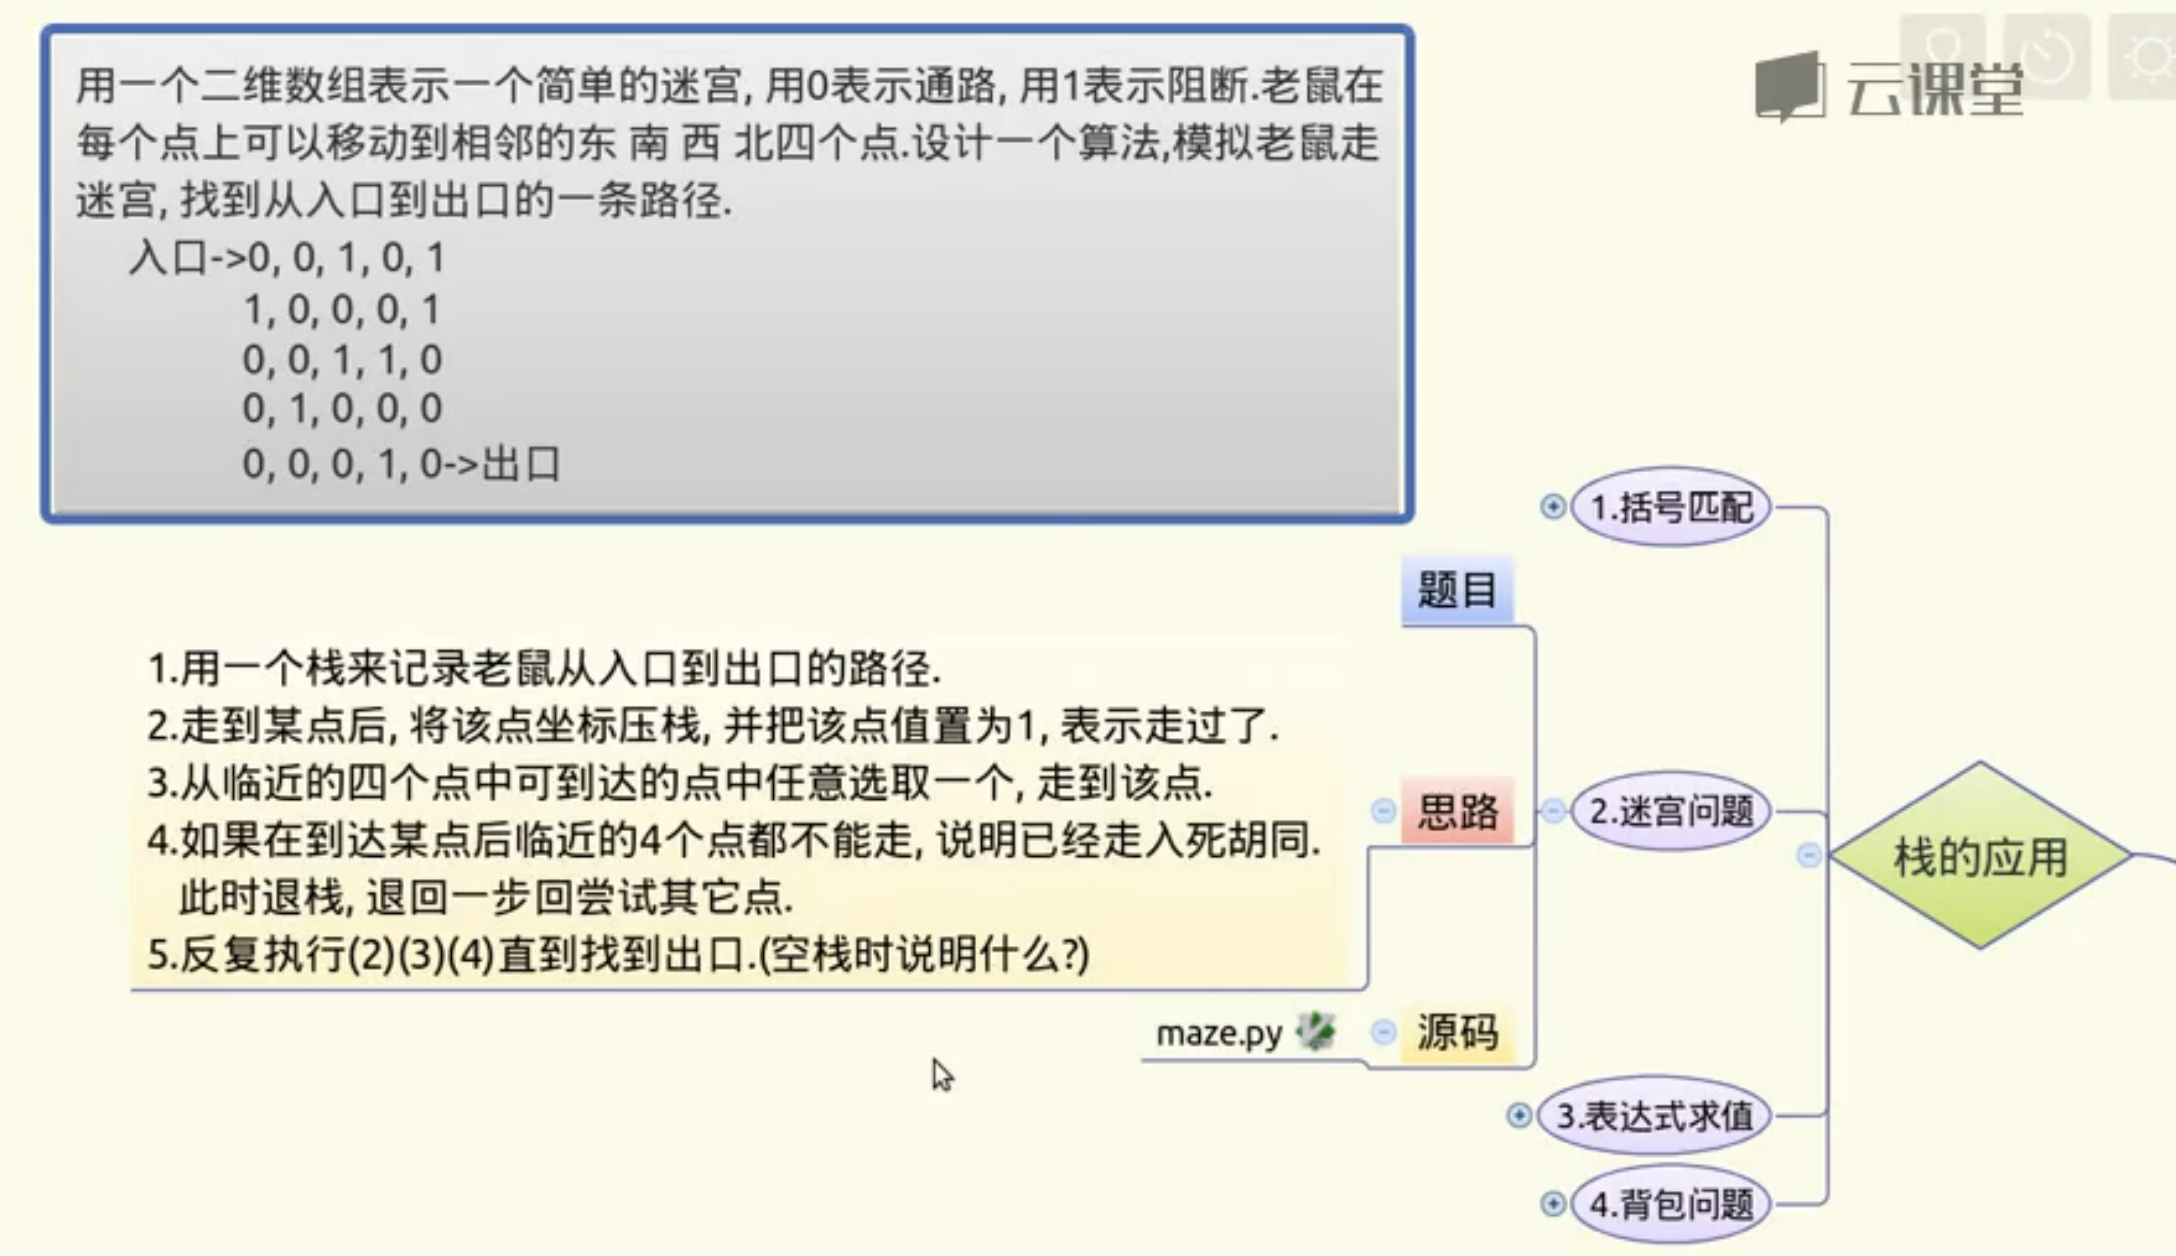 用一个二维数组表示一个简单的迷宫, 用0表示通路, 用1表示阻断.老鼠在
每个点上可以移动到相邻的东 南 西 北四个点.设计一个算法,模拟老鼠走
迷宫, 找到从入口到出口的一条路径.
入口->0, 0, 1, 0, 1
1, 0, 0, 0, 1
0, 0, 1, 1, 0
0, 1, 0, 0, 0
0, 0, 0, 1, 0->出口
云课堂
1.括号匹配
题目
1.用一个栈来记录老鼠从入口到出口的路径.
2.走到某点后, 将该点坐标压栈, 并把该点值置为1, 表示走过了.
3.从临近的四个点中可到达的点中任意选取一个, 走到该点.
4.如果在到达某点后临近的4个点都不能走, 说明已经走入死胡同.
此时退栈, 退回一步回尝试其它点.
5.反复执行(2)(3)(4)直到找到出口.(空栈时说明什么?)
思路
2.迷宫问题
栈的应用
maze.py
源码
3.表达式求值
4.背包问题